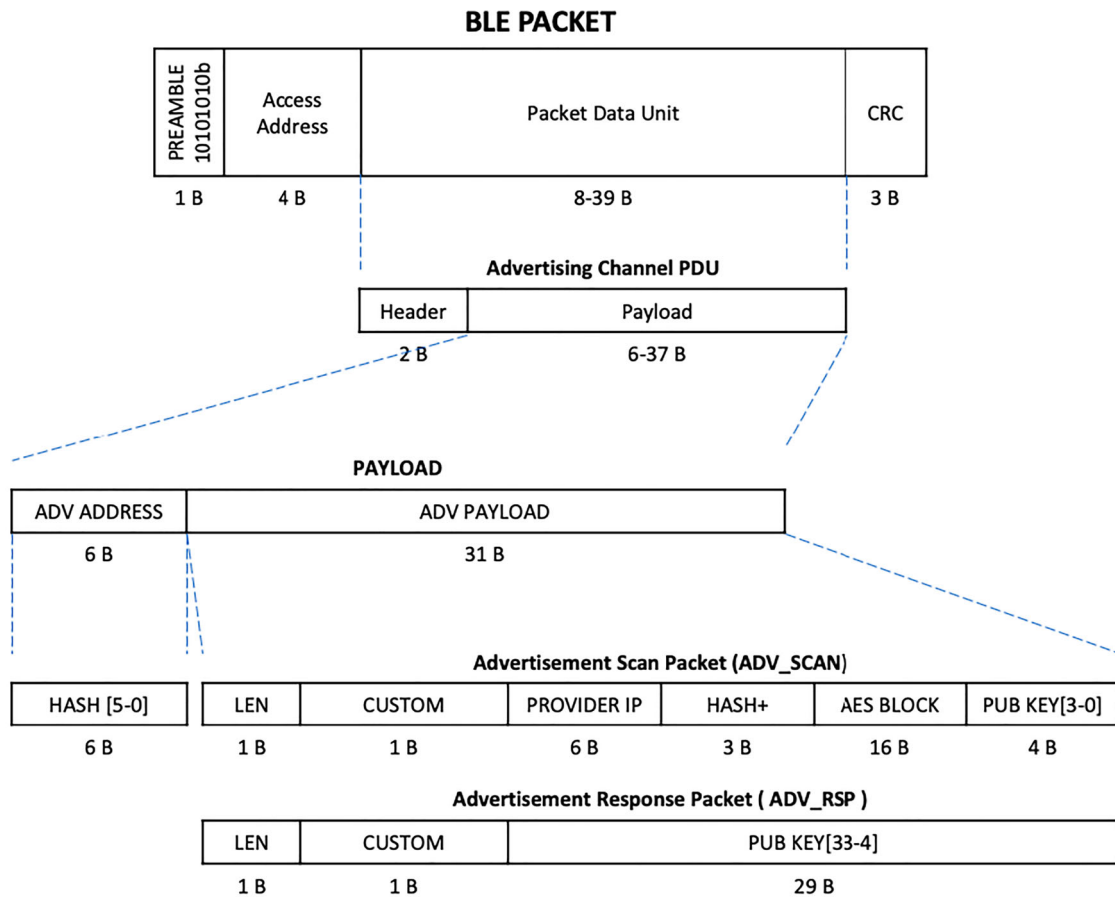 BLE PACKET
PREAMBLE
10101010b
Access
Address
Packet Data Unit
CRC
1 B
4 B
8-39 B
3 B
Advertising Channel PDU
Header
Payload
2 B
6-37 B
PAYLOAD
ADV ADDRESS
ADV PAYLOAD
6 B
31 B
Advertisement Scan Packet (ADV_SCAN)
HASH [5-0]
LEN
CUSTOM
PROVIDER IP
HASH+
AES BLOCK
PUB KEY[3-0]
6 B
1 B
1 B
6 B
3 B
16 B
4 B
Advertisement Response Packet ( ADV_RSP )
LEN
CUSTOM
PUB KEY[33-4]
1 B
1 B
29 B